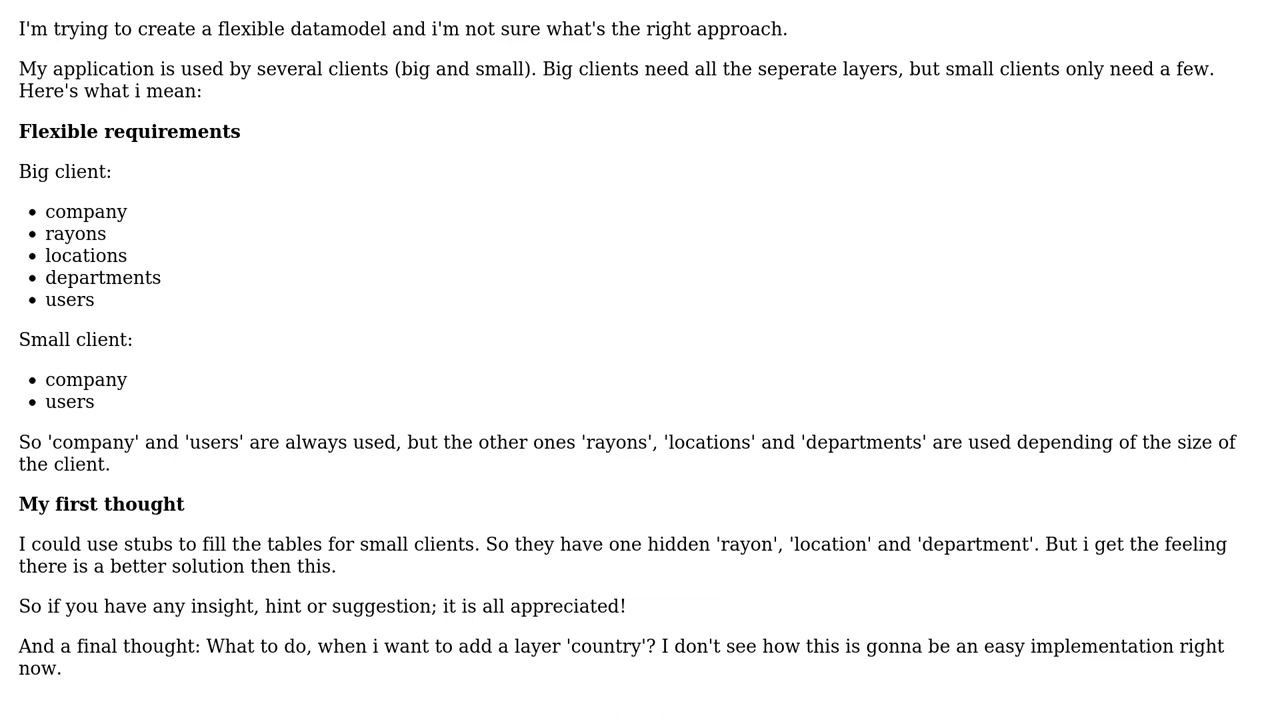 I'm trying to create a flexible datamodel and i'm not sure what's the right approach.
My application is used by several clients (big and small). Big clients need all the seperate layers, but small clients only need a few.
Here's what i mean:
Flexible requirements
Big client:
• company
• rayons
• locations
• departments
• users
Small client:
• company
• users
So 'company' and 'users' are always used, but the other ones 'rayons', 'locations' and 'departments' are used depending of the size of
the client.
My first thought
I could use stubs to fill the tables for small clients. So they have one hidden 'rayon', 'location' and 'department'. But i get the feeling
there is a better solution then this.
So if you have any insight, hint or suggestion; it is all appreciated!
And a final thought: What to do, when i want to add a layer 'country'? I don't see how this is gonna be an easy implementation right
now.